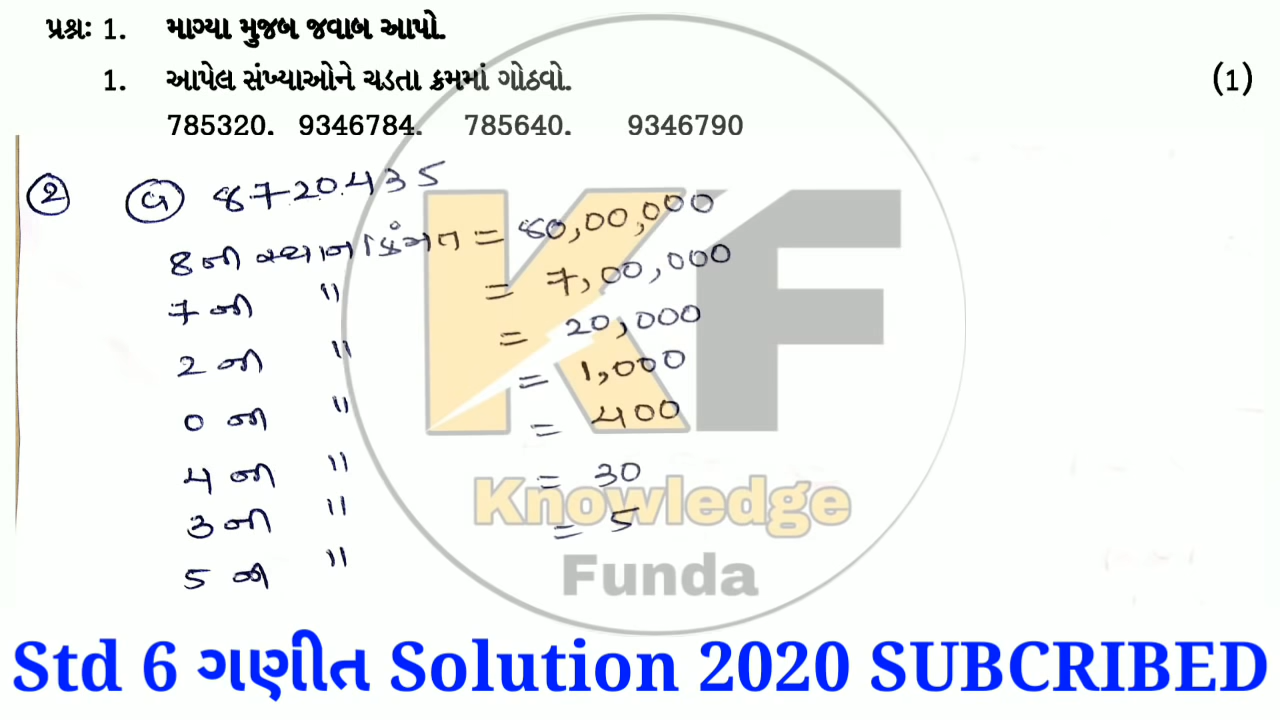 પ્રશ્નઃ 1. માગ્યા મુજબ જવાબ આપો.
1. આપેલ સંખ્યાઓને ચડતા ક્રમમાં ગોઠવો. (1)
785320, 9346784, 785640, 9346790
(2) (બ) 8720435
8ની સ્થાન કિંમત = 80,00,000
7ની " = 7,00,000
2ની " = 20,000
0ની " = 1,000
4ની " = 400
3ની " = 30
5ની " = 5
KF
Knowledge
Funda
Std 6 ગણીત Solution 2020 SUBCRIBED